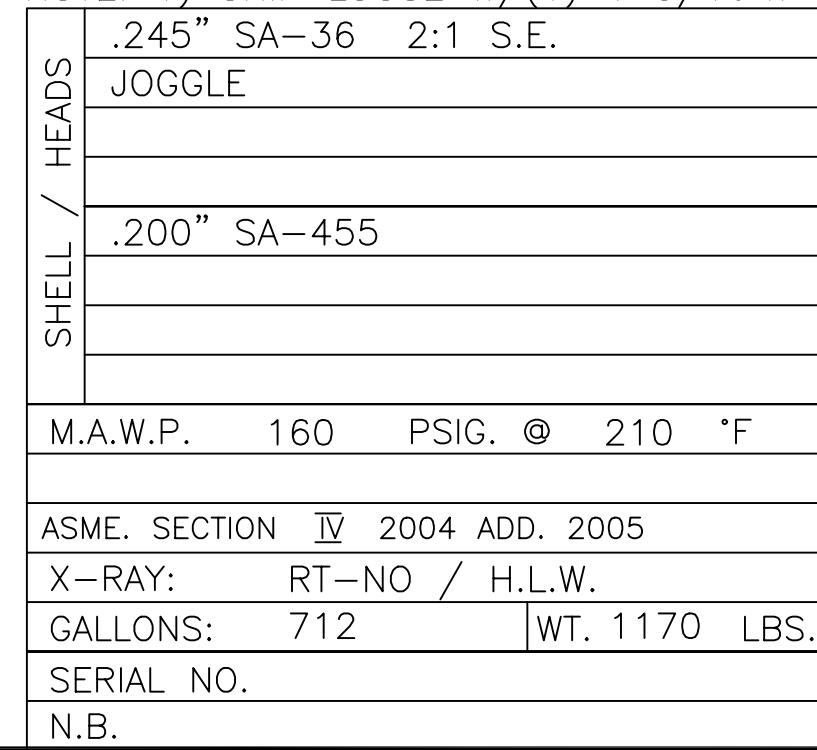 SHELL / HEADS
.245” SA-36 2:1 S.E.
JOGGLE
.200” SA-455
M.A.W.P. 160 PSIG. @ 210 °F
ASME. SECTION IV 2004 ADD. 2005
X-RAY: RT-NO / H.L.W.
GALLONS: 712 WT. 1170 LBS.
SERIAL NO.
N.B.